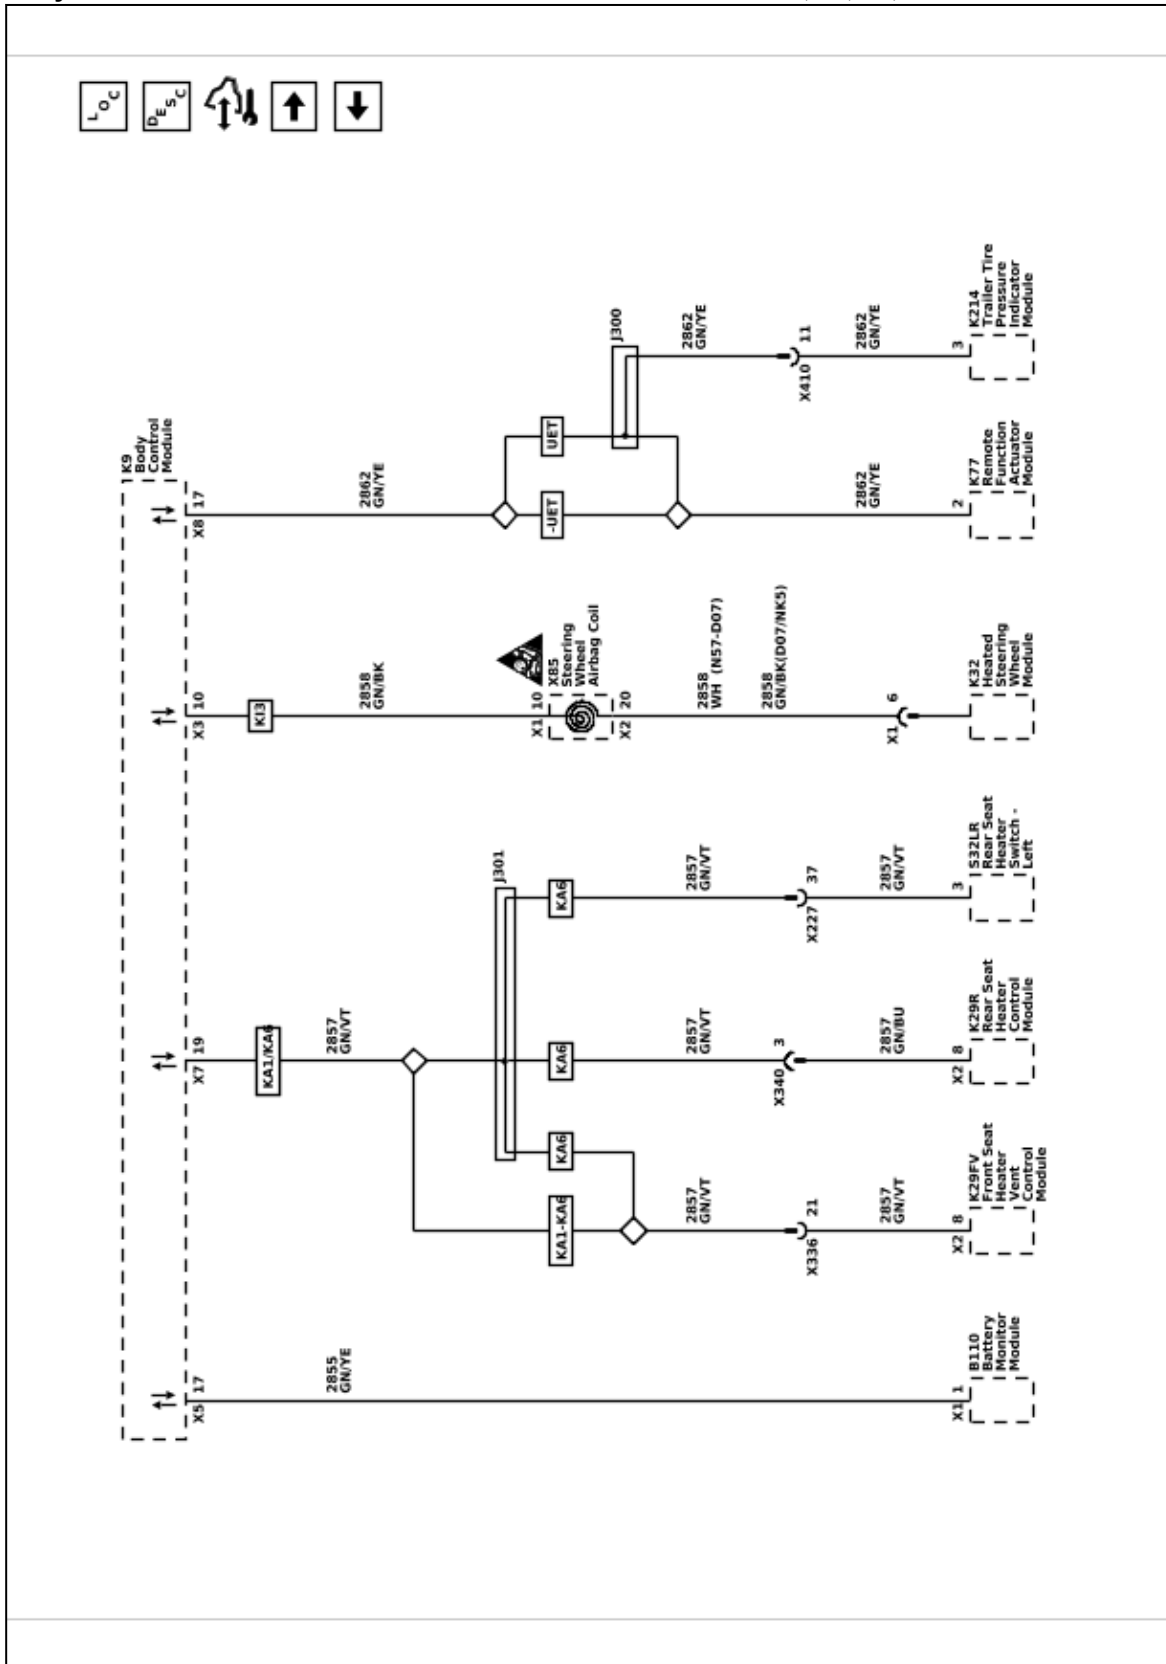 LOC
DESC
K9
Body
Control
Module
X5 17
X7 19
X3 10
X8 17
KA1/KA6
KI3
2855
GN/YE
2857
GN/VT
2858
GN/BK
2862
GN/YE
J301
X1 10
X85
Steering
Wheel
Airbag Coil
X2 20
KA1-KA6
KA6
KA6
KA6
-UET
UET
J300
2857
GN/VT
2857
GN/VT
2857
GN/VT
2858
WH (N57-D07)
2858
GN/BK(D07/NK5)
2862
GN/YE
X336 21
X340 3
X227 37
X1 6
X410 11
2857
GN/VT
2857
GN/BU
2857
GN/VT
2862
GN/YE
2862
GN/YE
X1 1
X2 8
X2 8
3
2
3
B110
Battery
Monitor
Module
K29FV
Front Seat
Heater
Vent
Control
Module
K29R
Rear Seat
Heater
Control
Module
S32LR
Rear Seat
Heater
Switch -
Left
K32
Heated
Steering
Wheel
Module
K77
Remote
Function
Actuator
Module
K214
Trailer Tire
Pressure
Indicator
Module